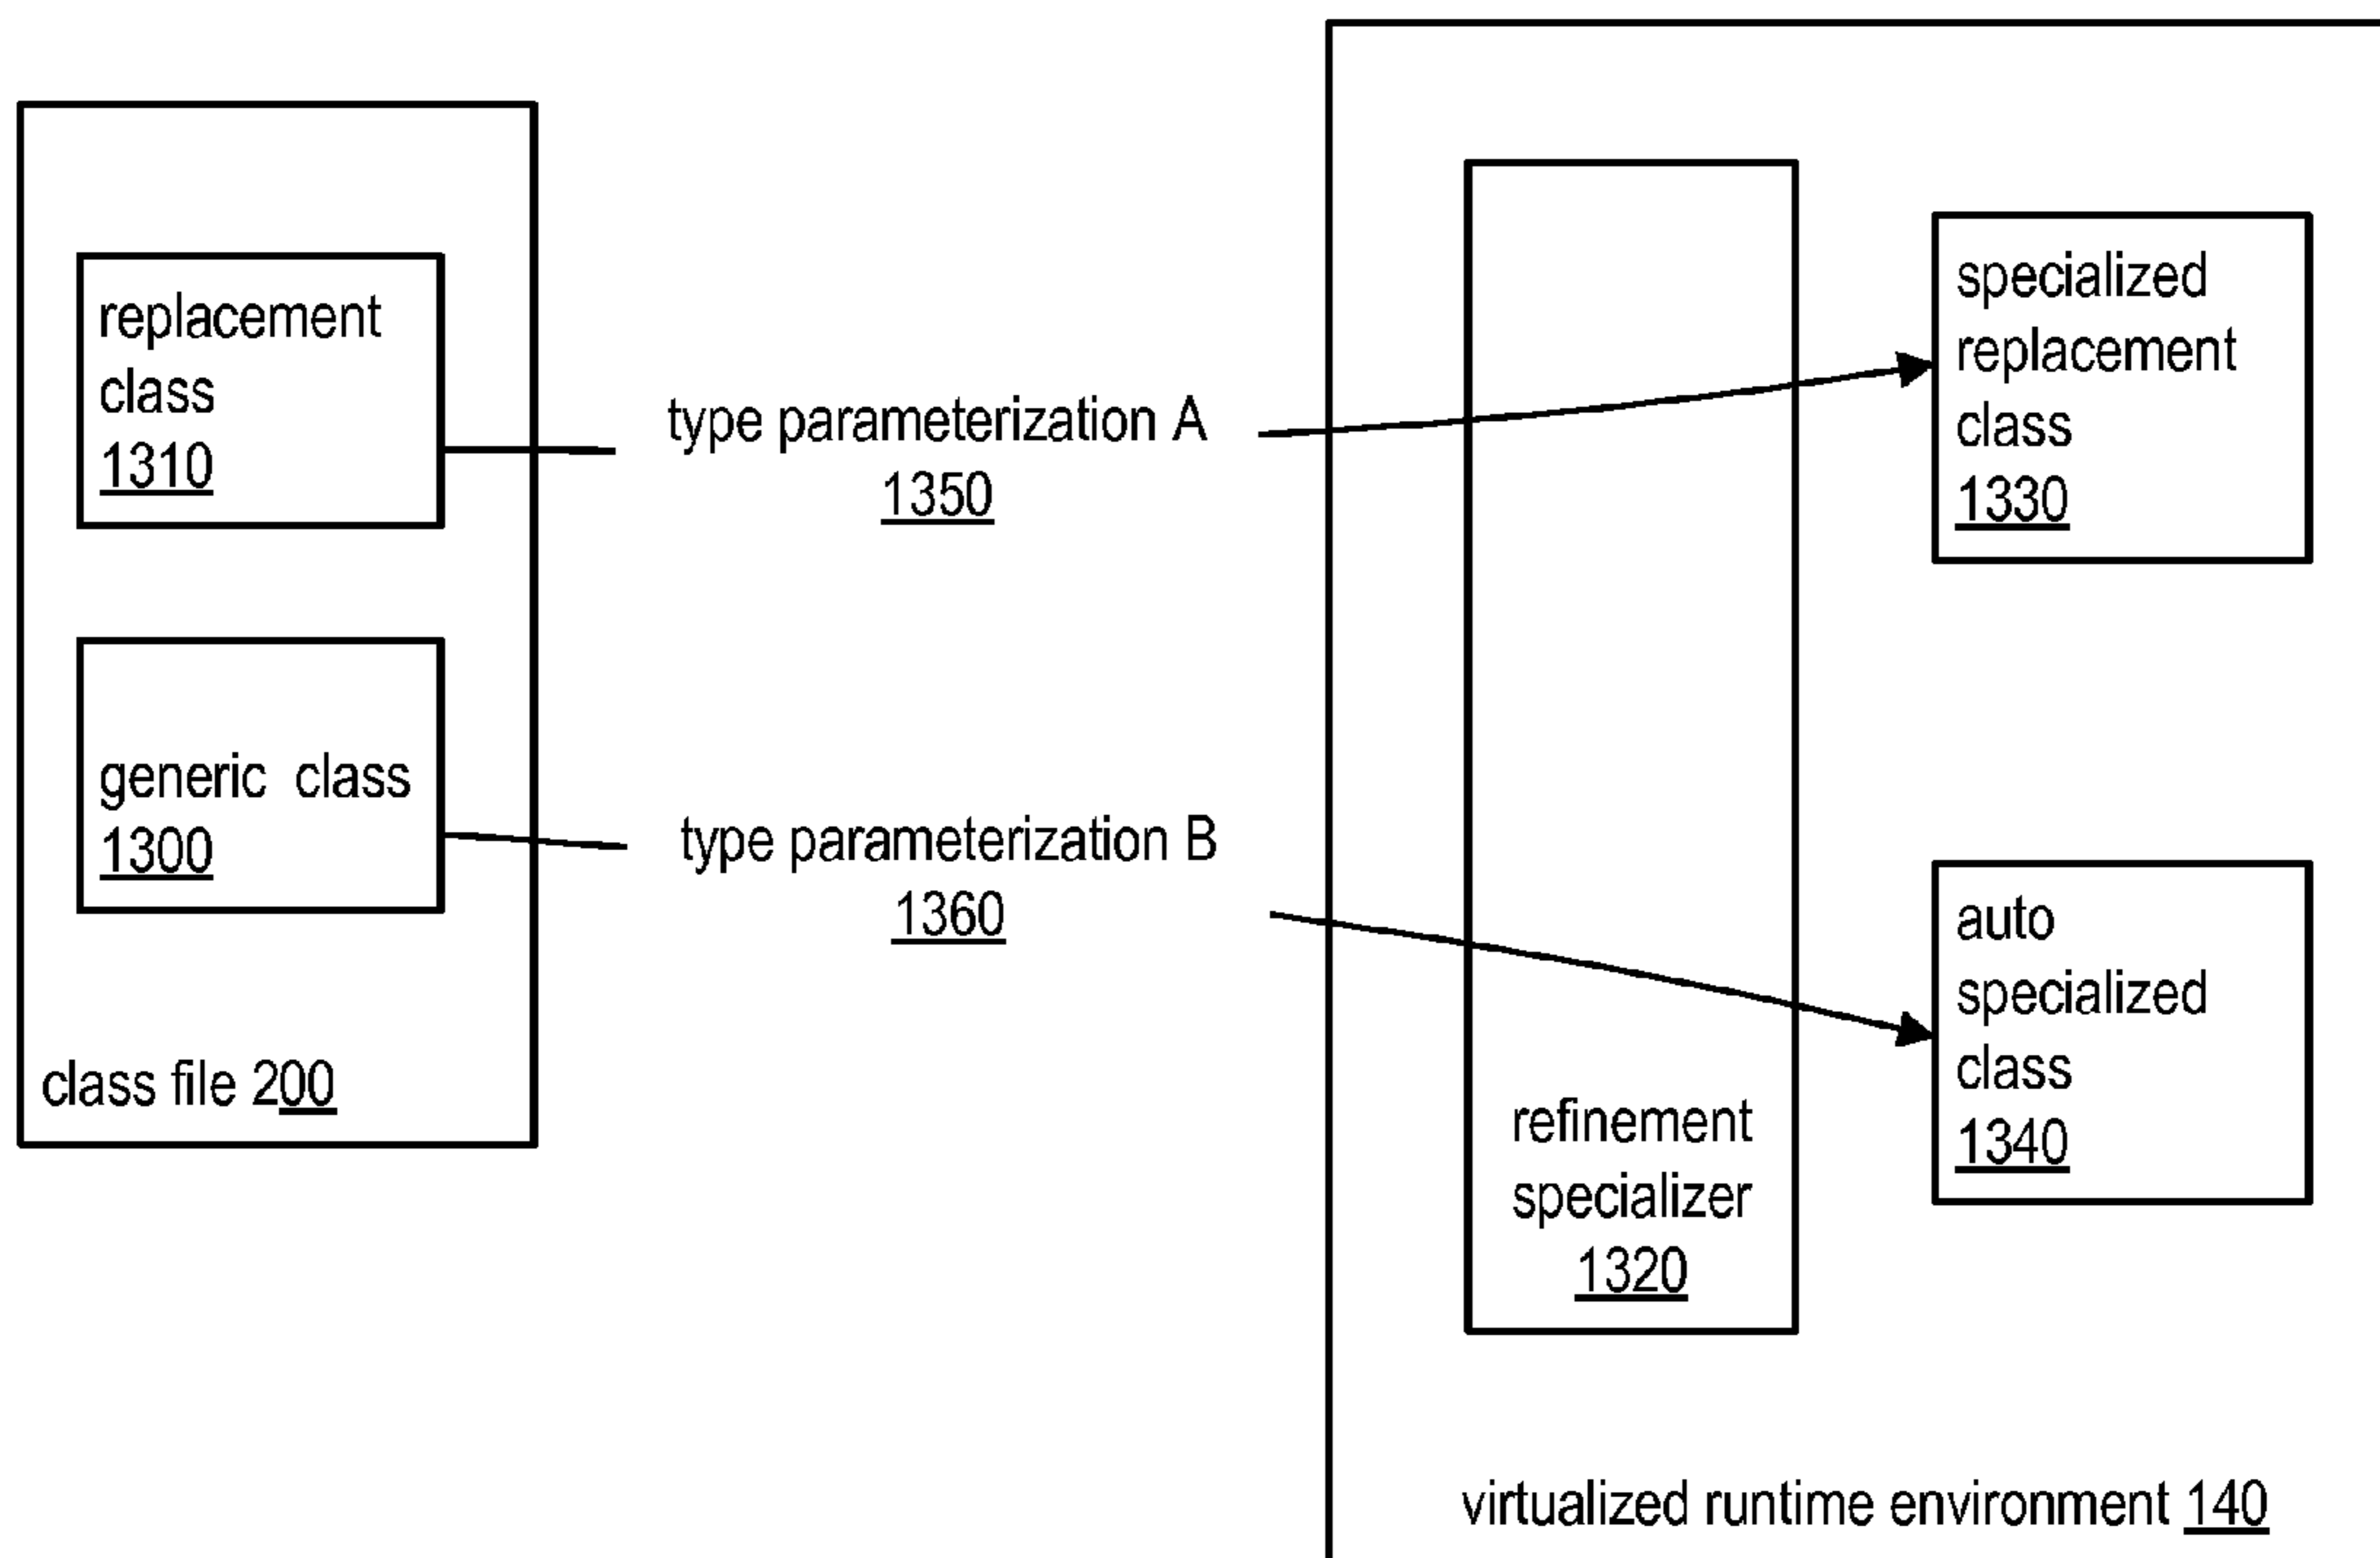 replacement
class
1310
generic class
1300
class file 200
type parameterization A
1350
type parameterization B
1360
refinement
specializer
1320
specialized
replacement
class
1330
auto
specialized
class
1340
virtualized runtime environment 140